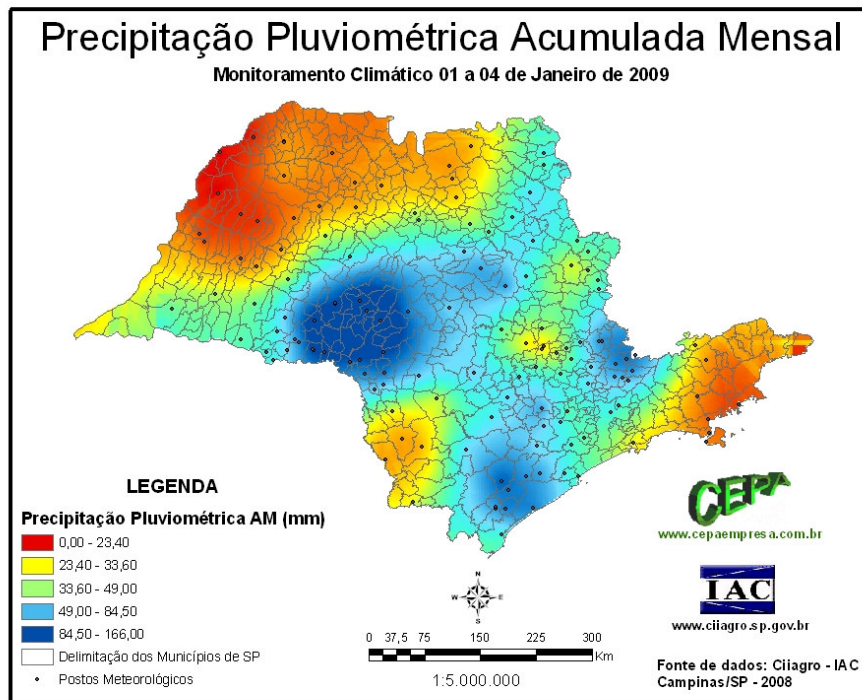 Precipitação Pluviométrica Acumulada Mensal
Monitoramento Climático 01 a 04 de Janeiro de 2009
LEGENDA
Precipitação Pluviométrica AM (mm)
0,00 - 23,40
23,40 - 33,60
33,60 - 49,00
49,00 - 84,50
84,50 - 166,00
Delimitação dos Municípios de SP
Postos Meteorológicos
N
W E
S
0 37,5 75 150 225 300
Km
1:5.000.000
CEPA
www.cepaempresa.com.br
IAC
www.ciiagro.sp.gov.br
Fonte de dados: Ciiagro - IAC
Campinas/SP - 2008